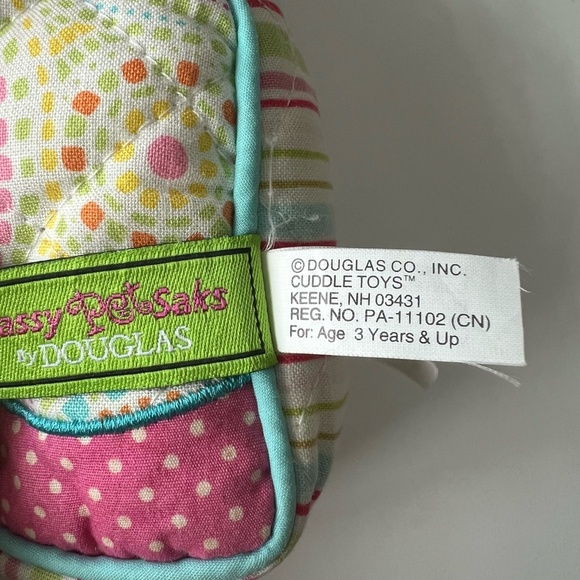 assy Pet Saks
by DOUGLAS
© DOUGLAS CO., INC.
CUDDLE TOYS™
KEENE, NH 03431
REG. NO. PA-11102 (CN)
For: Age 3 Years & Up